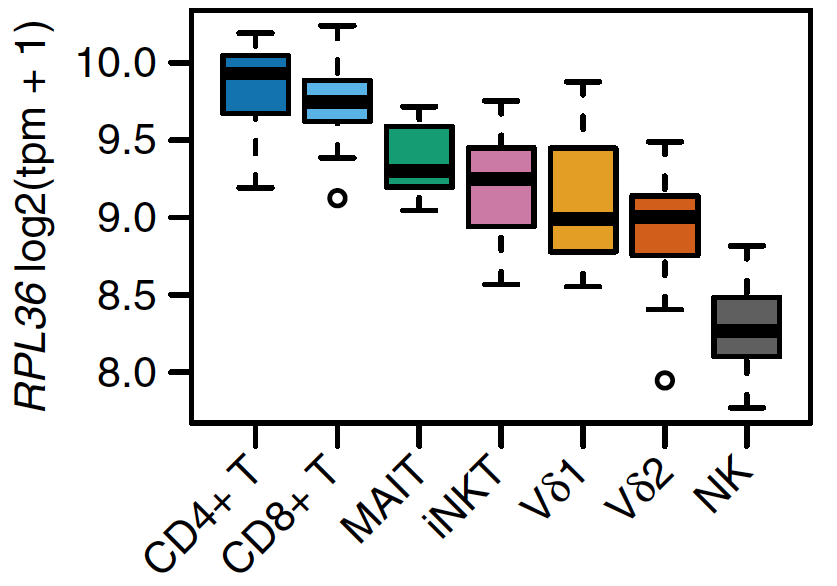 RPL36 log2(tpm + 1)
10.0
9.5
9.0
8.5
8.0
CD4+ T
CD8+ T
MAIT
iNKT
Vδ1
Vδ2
NK